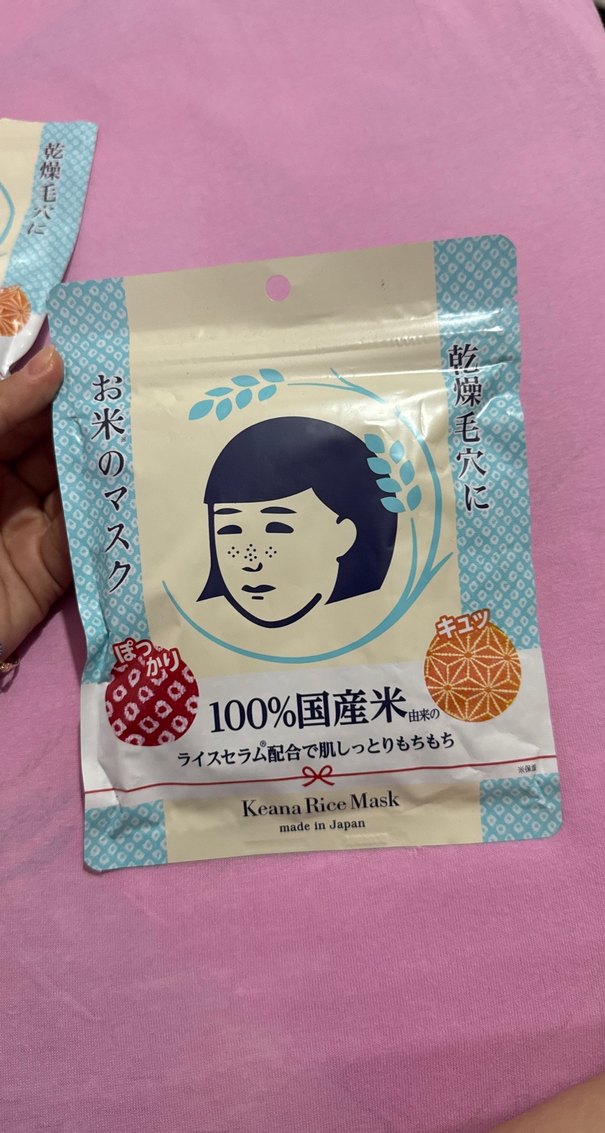 乾燥毛穴に
乾燥毛穴に
お米のマスク
ぽっかり
キュッ
100%国産米由来の
ライスセラム®配合で肌しっとりもちもち
※保湿
Keana Rice Mask
made in Japan